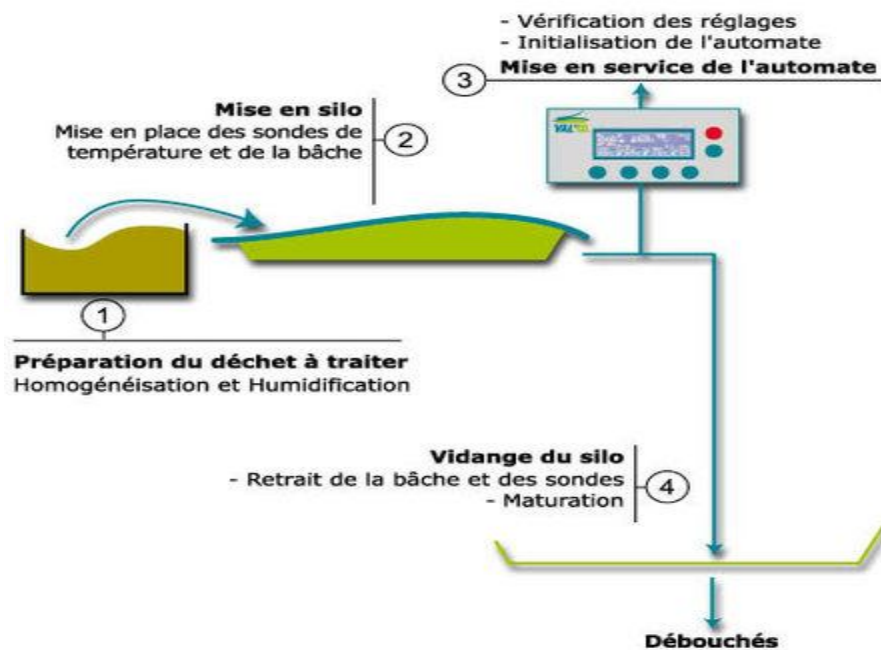 - Vérification des réglages
- Initialisation de l'automate
Mise en service de l'automate
3
Mise en silo
Mise en place des sondes de
température et de la bâche
2
1
Préparation du déchet à traiter
Homogénéisation et Humidification
Vidange du silo
- Retrait de la bâche et des sondes
- Maturation
4
Débouchés